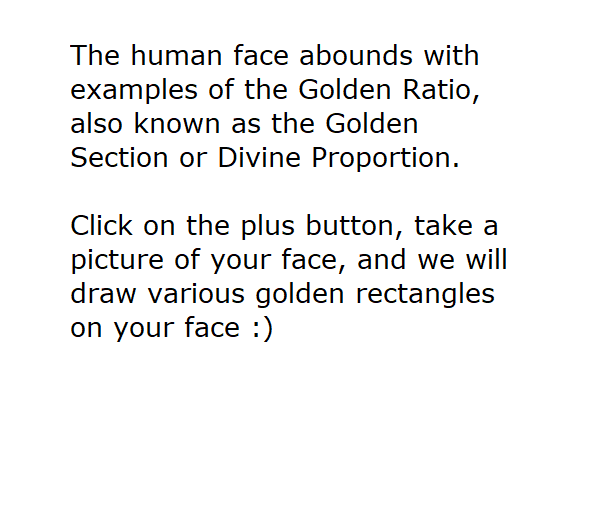 The human face abounds with
examples of the Golden Ratio,
also known as the Golden
Section or Divine Proportion.
Click on the plus button, take a
picture of your face, and we will
draw various golden rectangles
on your face :)